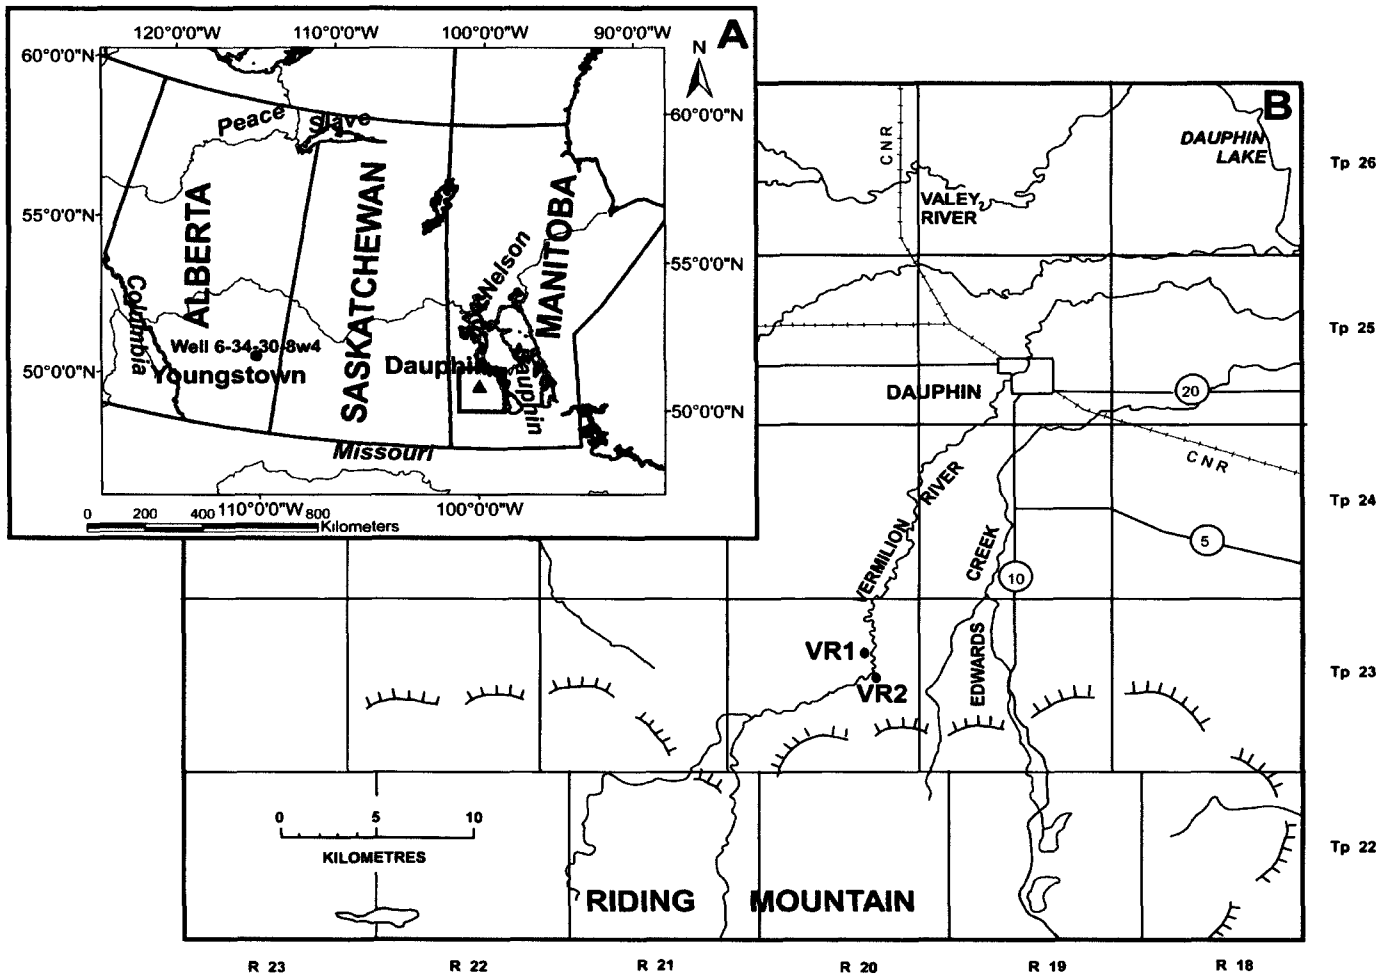 120°0'0"W 110°0'0"W 100°0'0"W 90°0'0"W
A
N
60°0'0"N
60°0'0"N
55°0'0"N
55°0'0"N
50°0'0"N
50°0'0"N
Peace
Slave
ALBERTA
SASKATCHEWAN
MANITOBA
Nelson
Columbia
Well 6-34-30-8w4
Youngstown
Dauphin
Dauphin
Missouri
110°0'0"W 100°0'0"W
0 200 400 800
Kilometers
B
CNR
DAUPHIN
LAKE
VALEY
RIVER
DAUPHIN
20
CNR
VERMILION RIVER
EDWARDS CREEK
5
10
VR1
VR2
0 5 10
KILOMETRES
RIDING MOUNTAIN
Tp 26
Tp 25
Tp 24
Tp 23
Tp 22
R 23 R 22 R 21 R 20 R 19 R 18